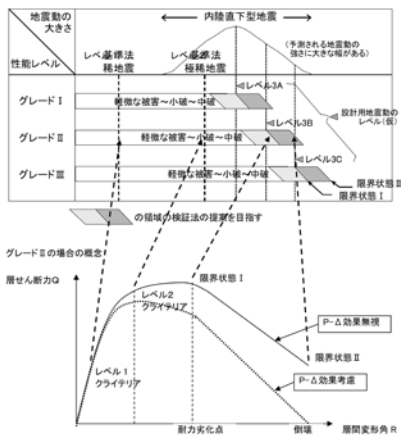 地震動の
大きさ
性能レベル
内陸直下型地震
基準法
稀地震
基準法
極稀地震
(予測される地震動の
強さに大きな幅がある)
グレードⅠ
軽微な被害～小破～中破
レベル3A
グレードⅡ
軽微な被害～小破～中破
レベル3B
設計用地震動の
レベル(仮)
グレードⅢ
軽微な被害～小破～中破
レベル3C
限界状態Ⅱ
限界状態Ⅰ
の領域の検証法の提案を目指す
グレードⅡの場合の概念
層せん断力Q
限界状態Ⅰ
レベル2
クライテリア
P-Δ効果無視
限界状態Ⅱ
レベル1
クライテリア
P-Δ効果考慮
耐力劣化点
倒壊
層間変形角R